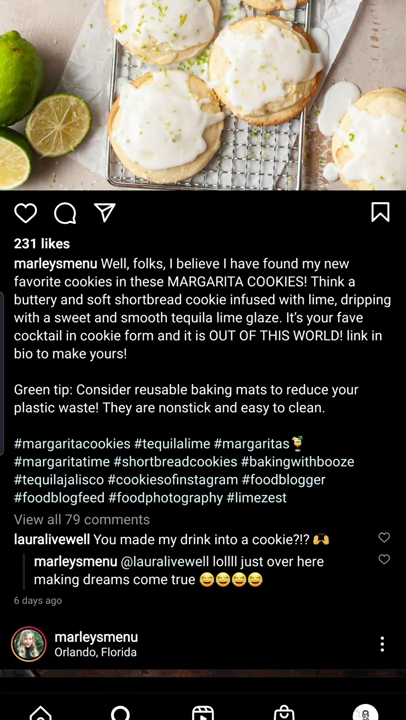 231 likes
marleysmenu Well, folks, I believe I have found my new
favorite cookies in these MARGARITA COOKIES! Think a
buttery and soft shortbread cookie infused with lime, dripping
with a sweet and smooth tequila lime glaze. It's your fave
cocktail in cookie form and it is OUT OF THIS WORLD! link in
bio to make yours!
Green tip: Consider reusable baking mats to reduce your
plastic waste! They are nonstick and easy to clean.
#margaritacookies #tequilalime #margaritas🍹
#margaritatime #shortbreadcookies #bakingwithbooze
#tequilajalisco #cookiesofinstagram #foodblogger
#foodblogfeed #foodphotography #limezest
View all 79 comments
lauralivewell You made my drink into a cookie?!? 🙌
marleysmenu @lauralivewell lollll just over here
making dreams come true 😂😂😂😂
6 days ago
marleysmenu
Orlando, Florida